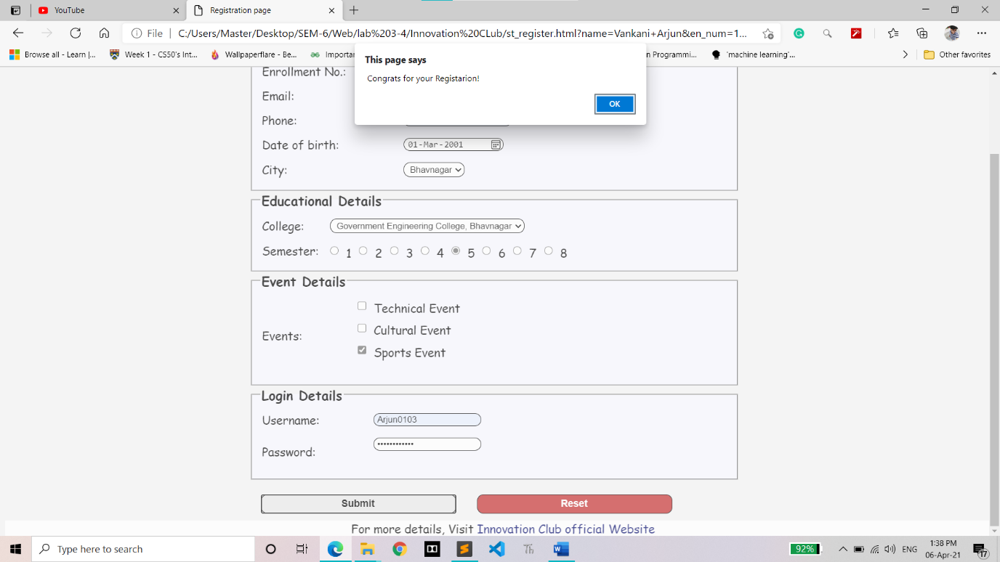 YouTube
Registration page
File
C:/Users/Master/Desktop/SEM-6/Web/lab%203-4/Innovation%20CLub/st_register.html?name=Vankani+Arjun&en_num=1...
Browse all - Learn |...
Week 1 - CS50's Int...
Wallpaperflare - Be...
Importan
n Programmi...
'machine learning'...
Other favorites
This page says
Congrats for your Registarion!
OK
Enrollment No.:
Email:
Phone:
Date of birth:
01-Mar-2001
City:
Bhavnagar
Educational Details
College:
Government Engineering College, Bhavnagar
Semester:
1 2 3 4 5 6 7 8
Event Details
Events:
Technical Event
Cultural Event
Sports Event
Login Details
Username:
Arjun0103
Password:
••••••••••••
Submit
Reset
For more details, Visit Innovation Club official Website
Type here to search
92%
ENG
1:38 PM
06-Apr-21
17